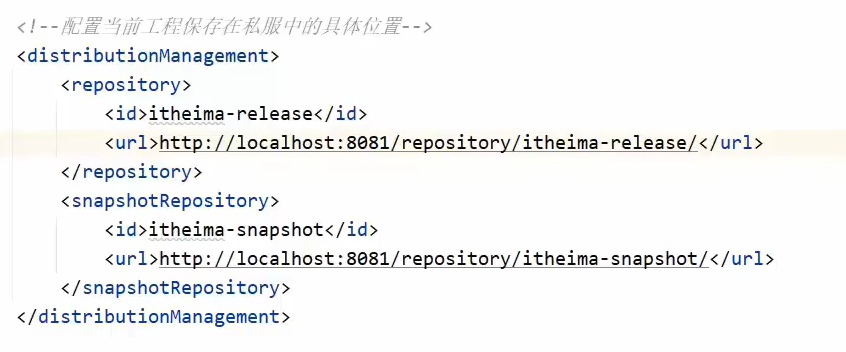 <!--配置当前工程保存在私服中的具体位置-->
<distributionManagement>
    <repository>
        <id>itheima-release</id>
        <url>http://localhost:8081/repository/itheima-release/</url>
    </repository>
    <snapshotRepository>
        <id>itheima-snapshot</id>
        <url>http://localhost:8081/repository/itheima-snapshot/</url>
    </snapshotRepository>
</distributionManagement>